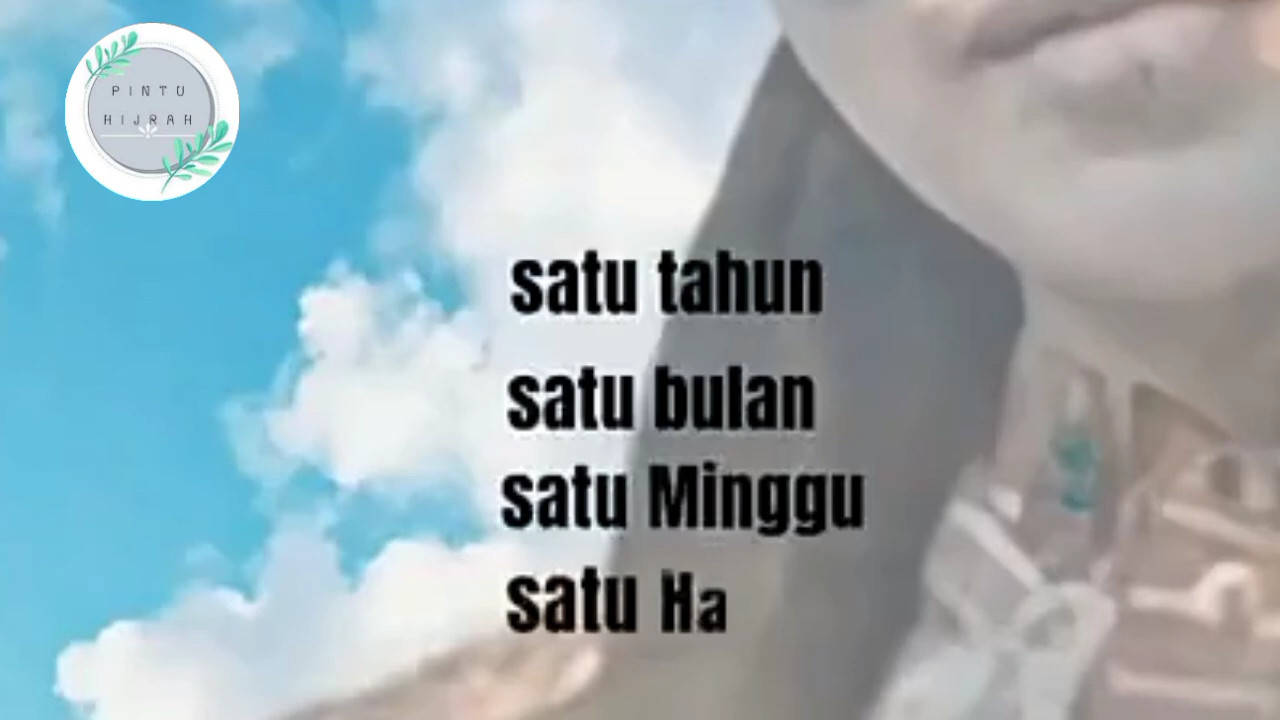 PINTU
HIJRAH
satu tahun
satu bulan
satu Minggu
satu Ha